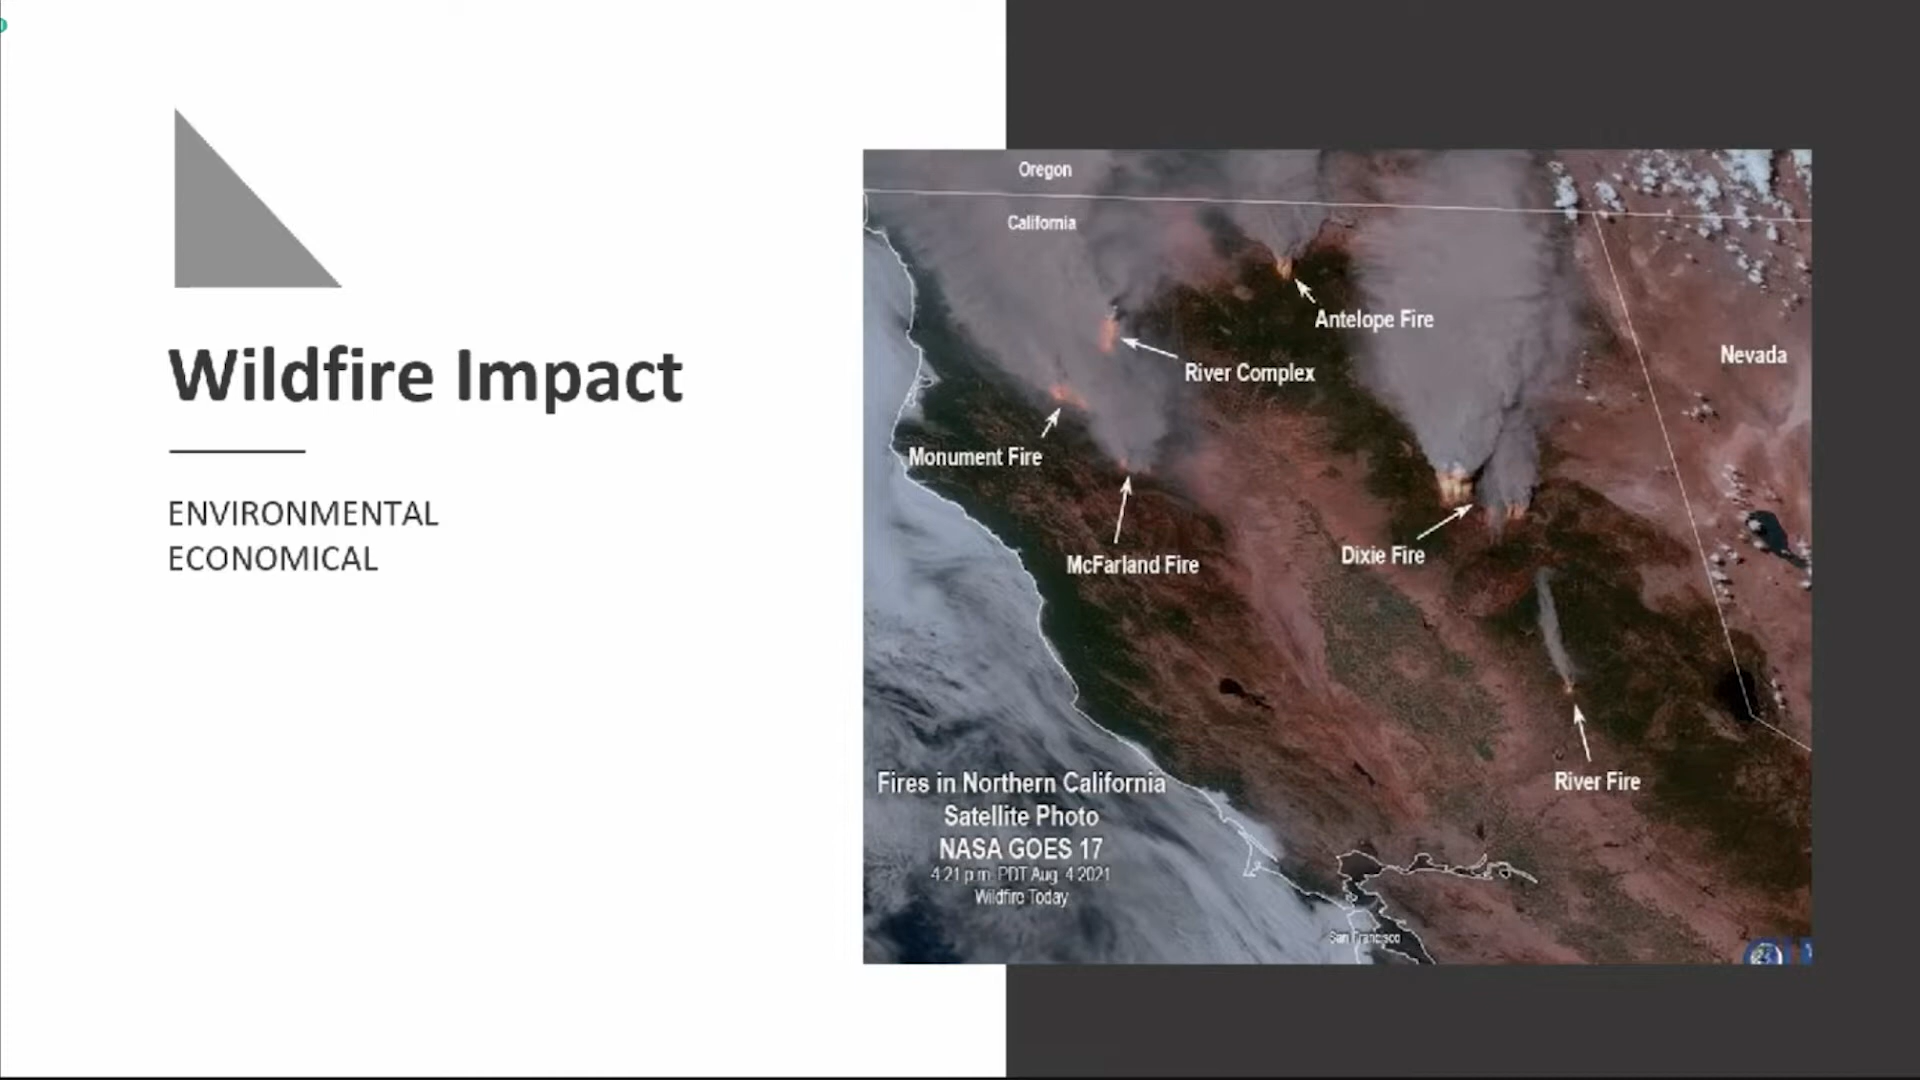 Wildfire Impact
ENVIRONMENTAL
ECONOMICAL
Oregon
California
Antelope Fire
Nevada
River Complex
Monument Fire
McFarland Fire
Dixie Fire
River Fire
Fires in Northern California
Satellite Photo
NASA GOES 17
4:21 p.m. PDT Aug. 4 2021
Wildfire Today
San Francisco